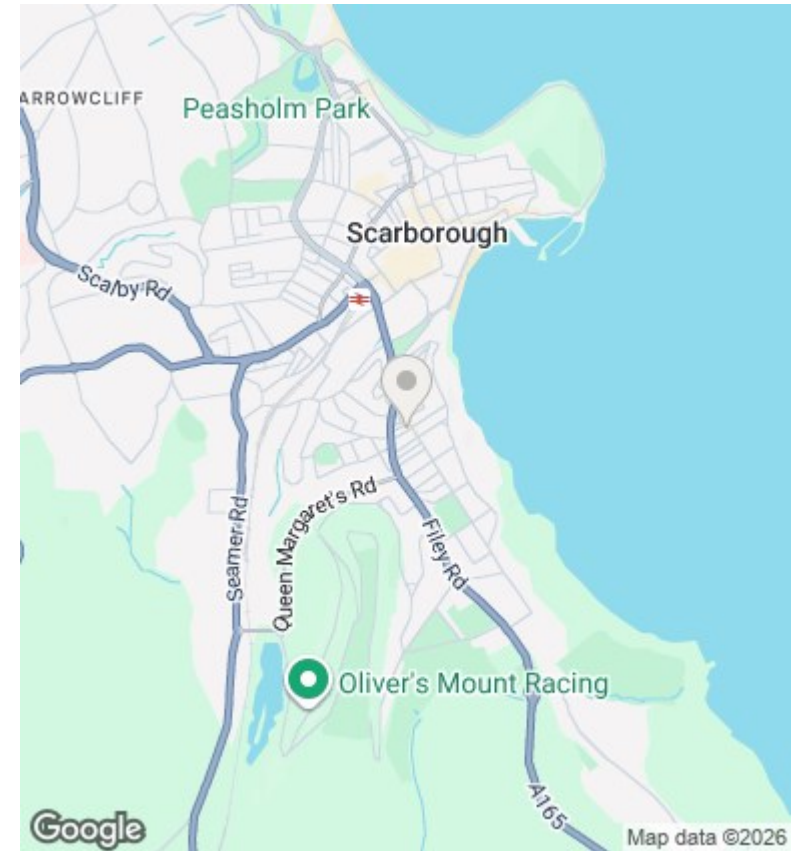 ARROWCLIFF
Peasholm Park
Scarborough
Scalby Rd
Queen Margaret's Rd
Seamer Rd
Filey Rd
Oliver's Mount Racing
A165
Google
Map data ©2026